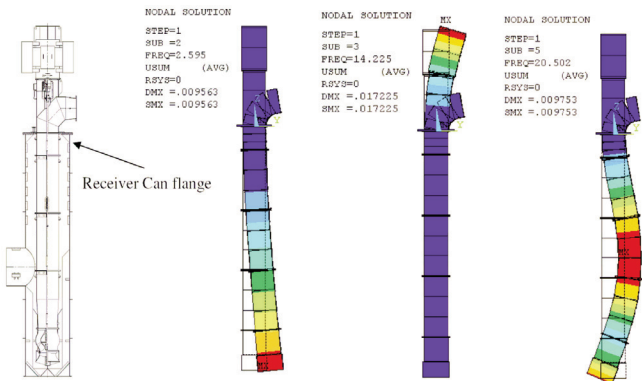 NODAL SOLUTION
STEP=1
SUB =2
FREQ=2.595
USUM (AVG)
RSYS=0
DMX =.009563
SMX =.009563
NODAL SOLUTION
STEP=1
SUB =3
FREQ=14.225
USUM (AVG)
RSYS=0
DMX =.017225
SMX =.017225
MX
NODAL SOLUTION
STEP=1
SUB =5
FREQ=20.502
USUM (AVG)
RSYS=0
DMX =.009753
SMX =.009753
Receiver Can flange